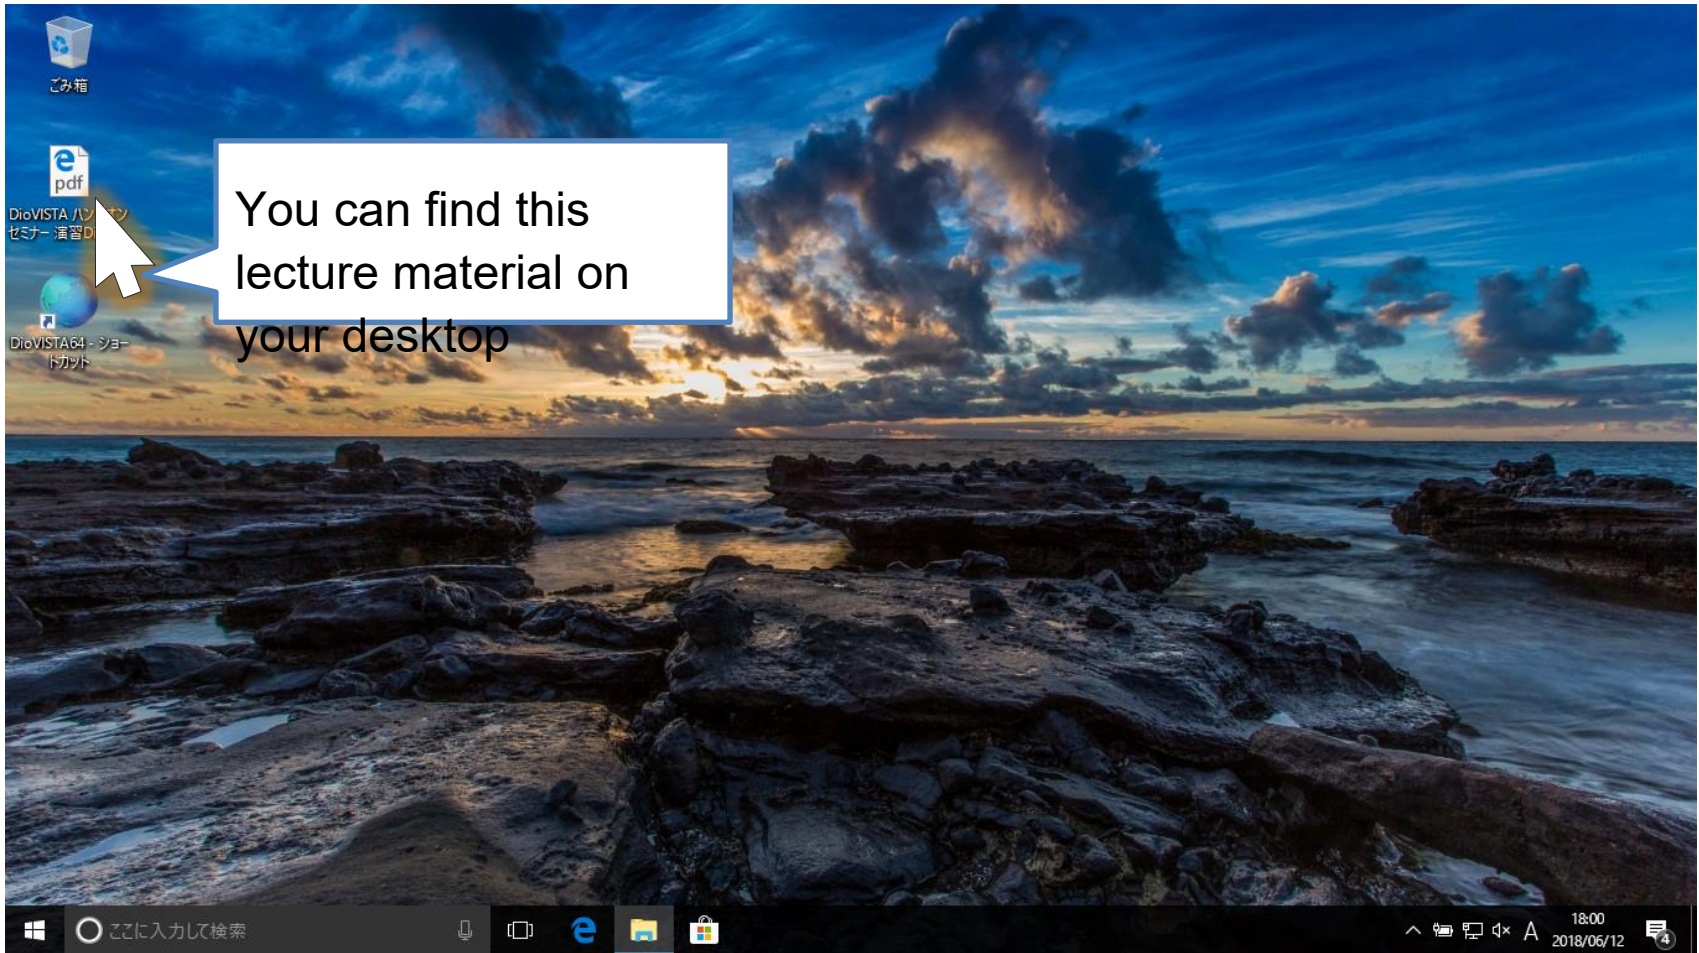 ごみ箱
pdf
DioVISTA ハン オン
セミナー 演習
You can find this
lecture material on
your desktop
DioVISTA64 - ショー
トカット
ここに入力して検索
A
18:00
2018/06/12
4